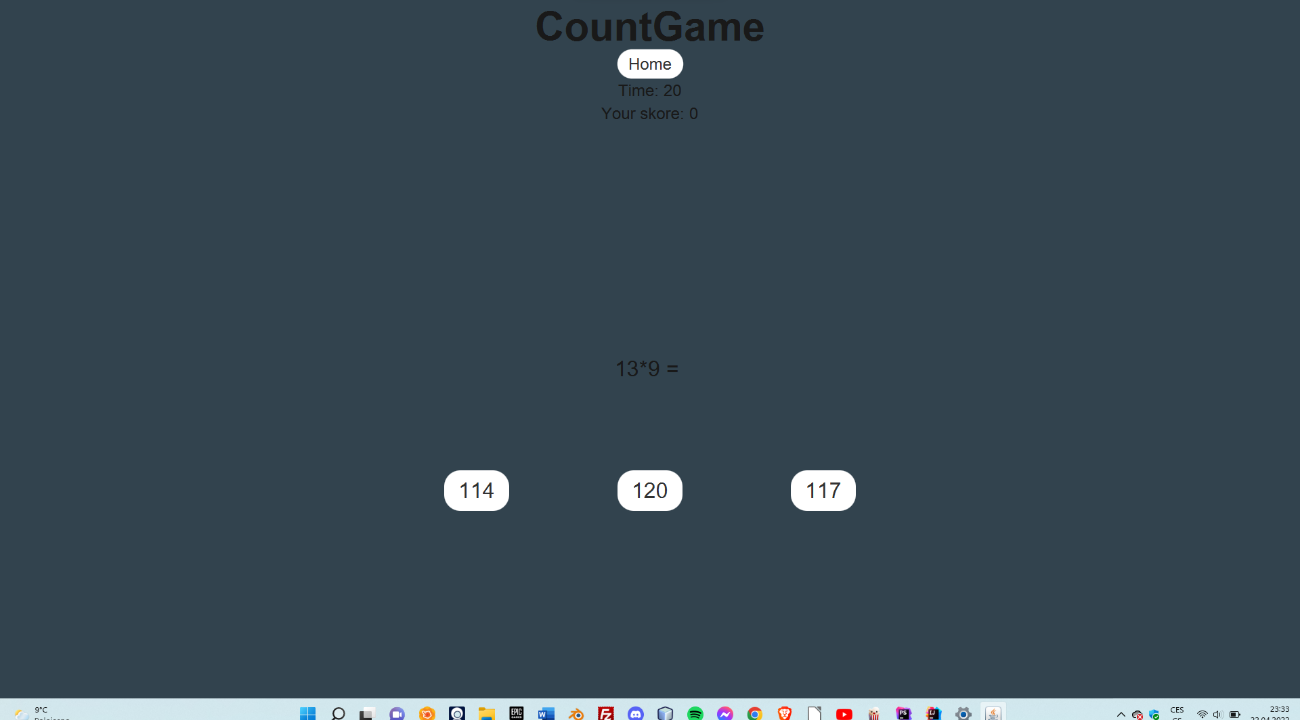 CountGame
Home
Time: 20
Your skore: 0
13*9 =
114 120 117
9°C
CES
23:33